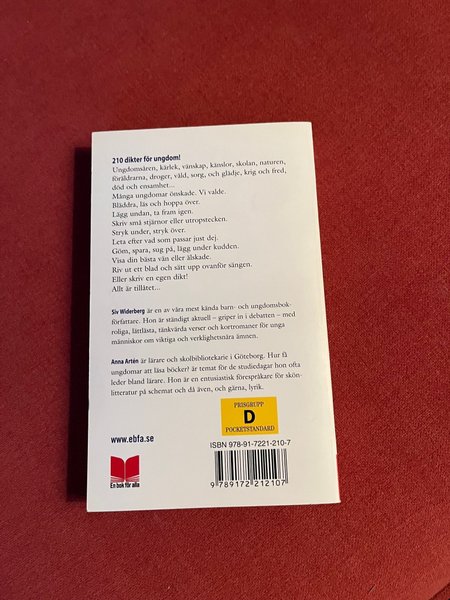 210 dikter för ungdom!
Ungdomsåren, kärlek, vänskap, känslor, skolan, naturen,
föräldrarna, droger, våld, sorg, och glädje, krig och fred,
död och ensamhet...
Många ungdomar önskade. Vi valde.
Bläddra, läs och hoppa över.
Lägg undan, ta fram igen.
Skriv små stjärnor eller utropstecken.
Stryk under, stryk över.
Leta efter vad som passar just dej.
Göm, spara, sug på, lägg under kudden.
Visa din bästa vän eller älskade.
Riv ut ett blad och sätt upp ovanför sängen.
Eller skriv en egen dikt!
Allt är tillåtet...
Siv Widerberg är en av våra mest kända barn- och ungdomsbok-
författare. Hon är ständigt aktuell – griper in i debatten – med
roliga, lättlästa, tänkvärda verser och kortromaner för unga
människor om viktiga och verklighetsnära ämnen.
Anna Artén är lärare och skolbibliotekarie i Göteborg. Hur få
ungdomar att läsa böcker? är temat för de studiedagar hon ofta
leder bland lärare. Hon är en entusiastisk förespråkare för skön-
litteratur på schemat och då även, och gärna, lyrik.
PRISGRUPP
D
POCKETSTANDARD
www.ebfa.se
ISBN 978-91-7221-210-7
En bok för alla
9 789172 212107